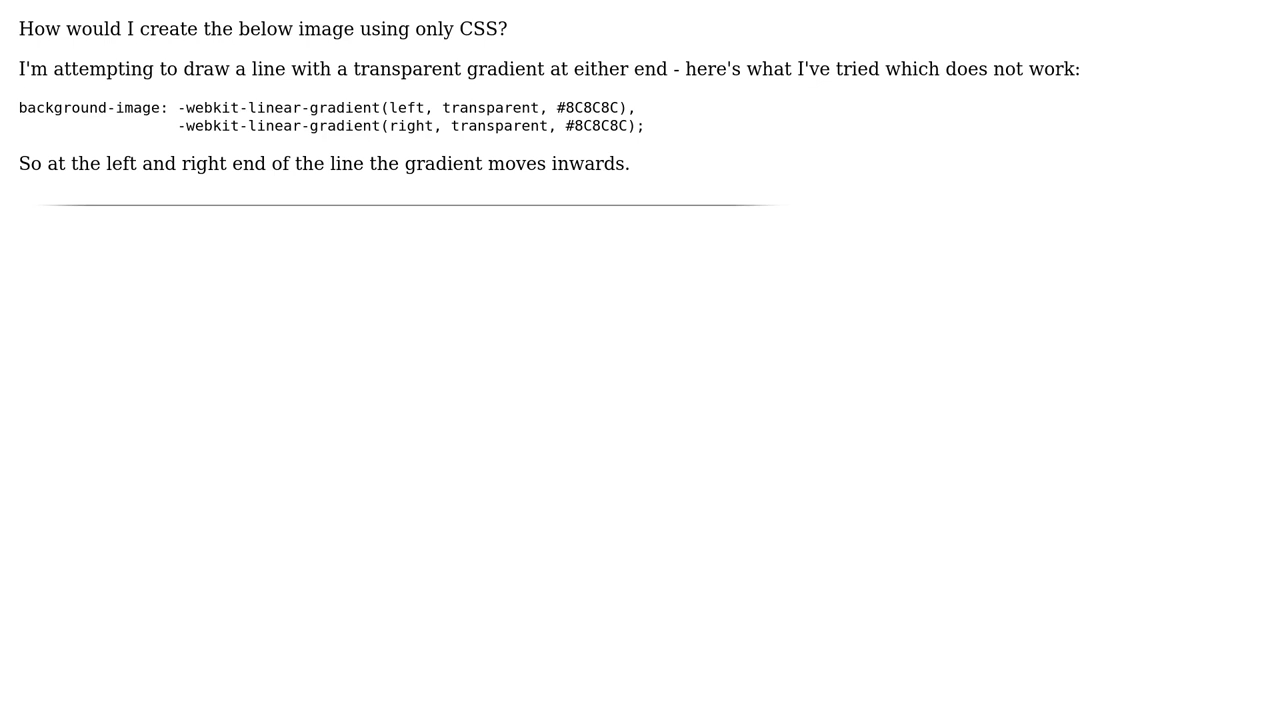 How would I create the below image using only CSS?
I'm attempting to draw a line with a transparent gradient at either end - here's what I've tried which does not work:
background-image: -webkit-linear-gradient(left, transparent, #8C8C8C),
                  -webkit-linear-gradient(right, transparent, #8C8C8C);
So at the left and right end of the line the gradient moves inwards.